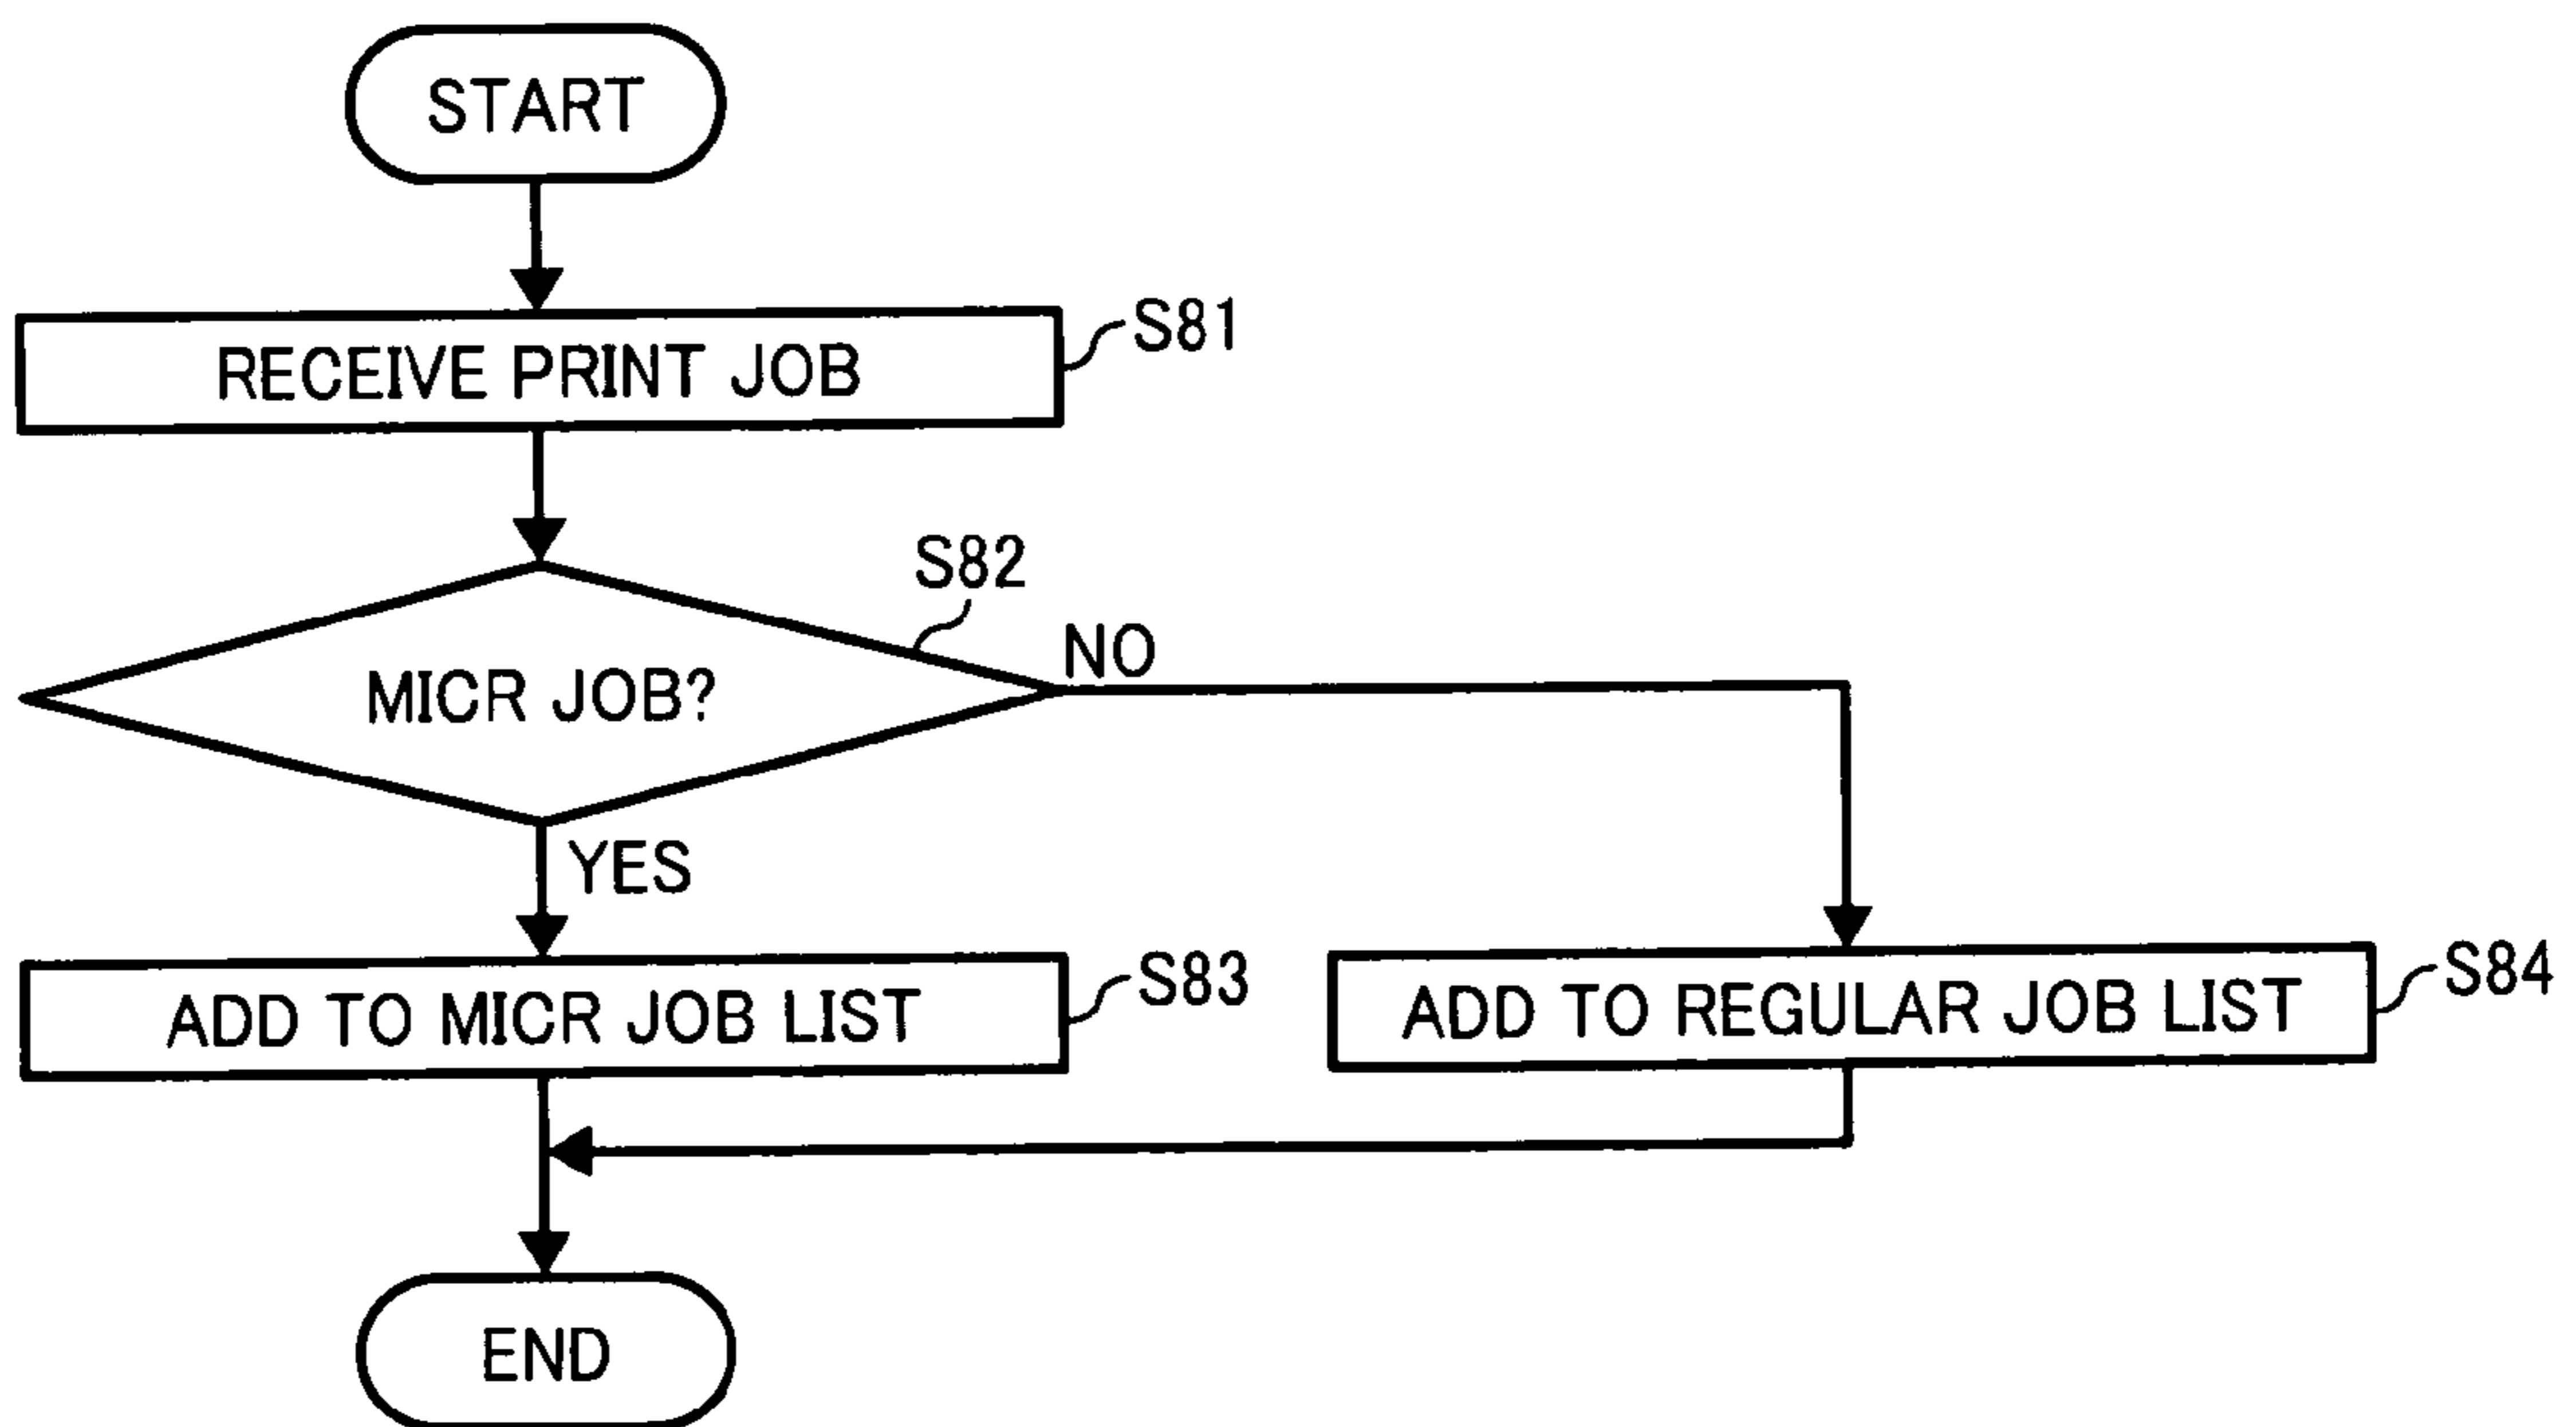 START
RECEIVE PRINT JOB
S81
S82
MICR JOB?
NO
YES
ADD TO MICR JOB LIST
S83
ADD TO REGULAR JOB LIST
S84
END